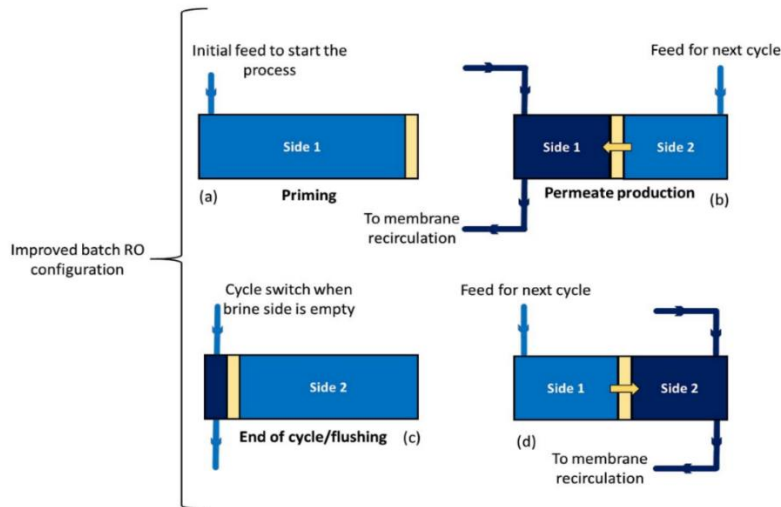 Initial feed to start the
process
Side 1
(a)
Priming
Feed for next cycle
Side 1
Side 2
Permeate production
(b)
To membrane
recirculation
Improved batch RO
configuration
Cycle switch when
brine side is empty
Side 2
End of cycle/flushing
(c)
Feed for next cycle
Side 1
Side 2
(d)
To membrane
recirculation